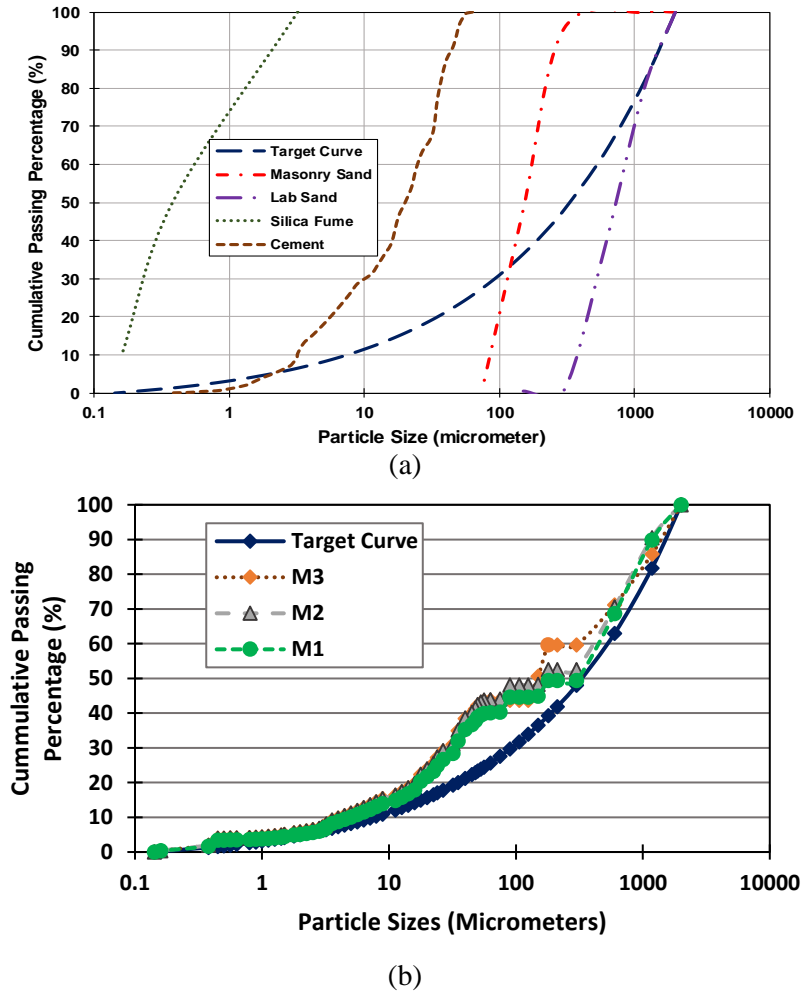 100
90
80
70
60
50
40
30
20
10
0
Cumulative Passing Percentage (%)
Target Curve
Masonry Sand
Lab Sand
Silica Fume
Cement
0.1 1 10 100 1000 10000
Particle Size (micrometer)
(a)
100
90
80
70
60
50
40
30
20
10
0
Cummulative Passing
Percentage (%)
Target Curve
M3
M2
M1
0.1 1 10 100 1000 10000
Particle Sizes (Micrometers)
(b)